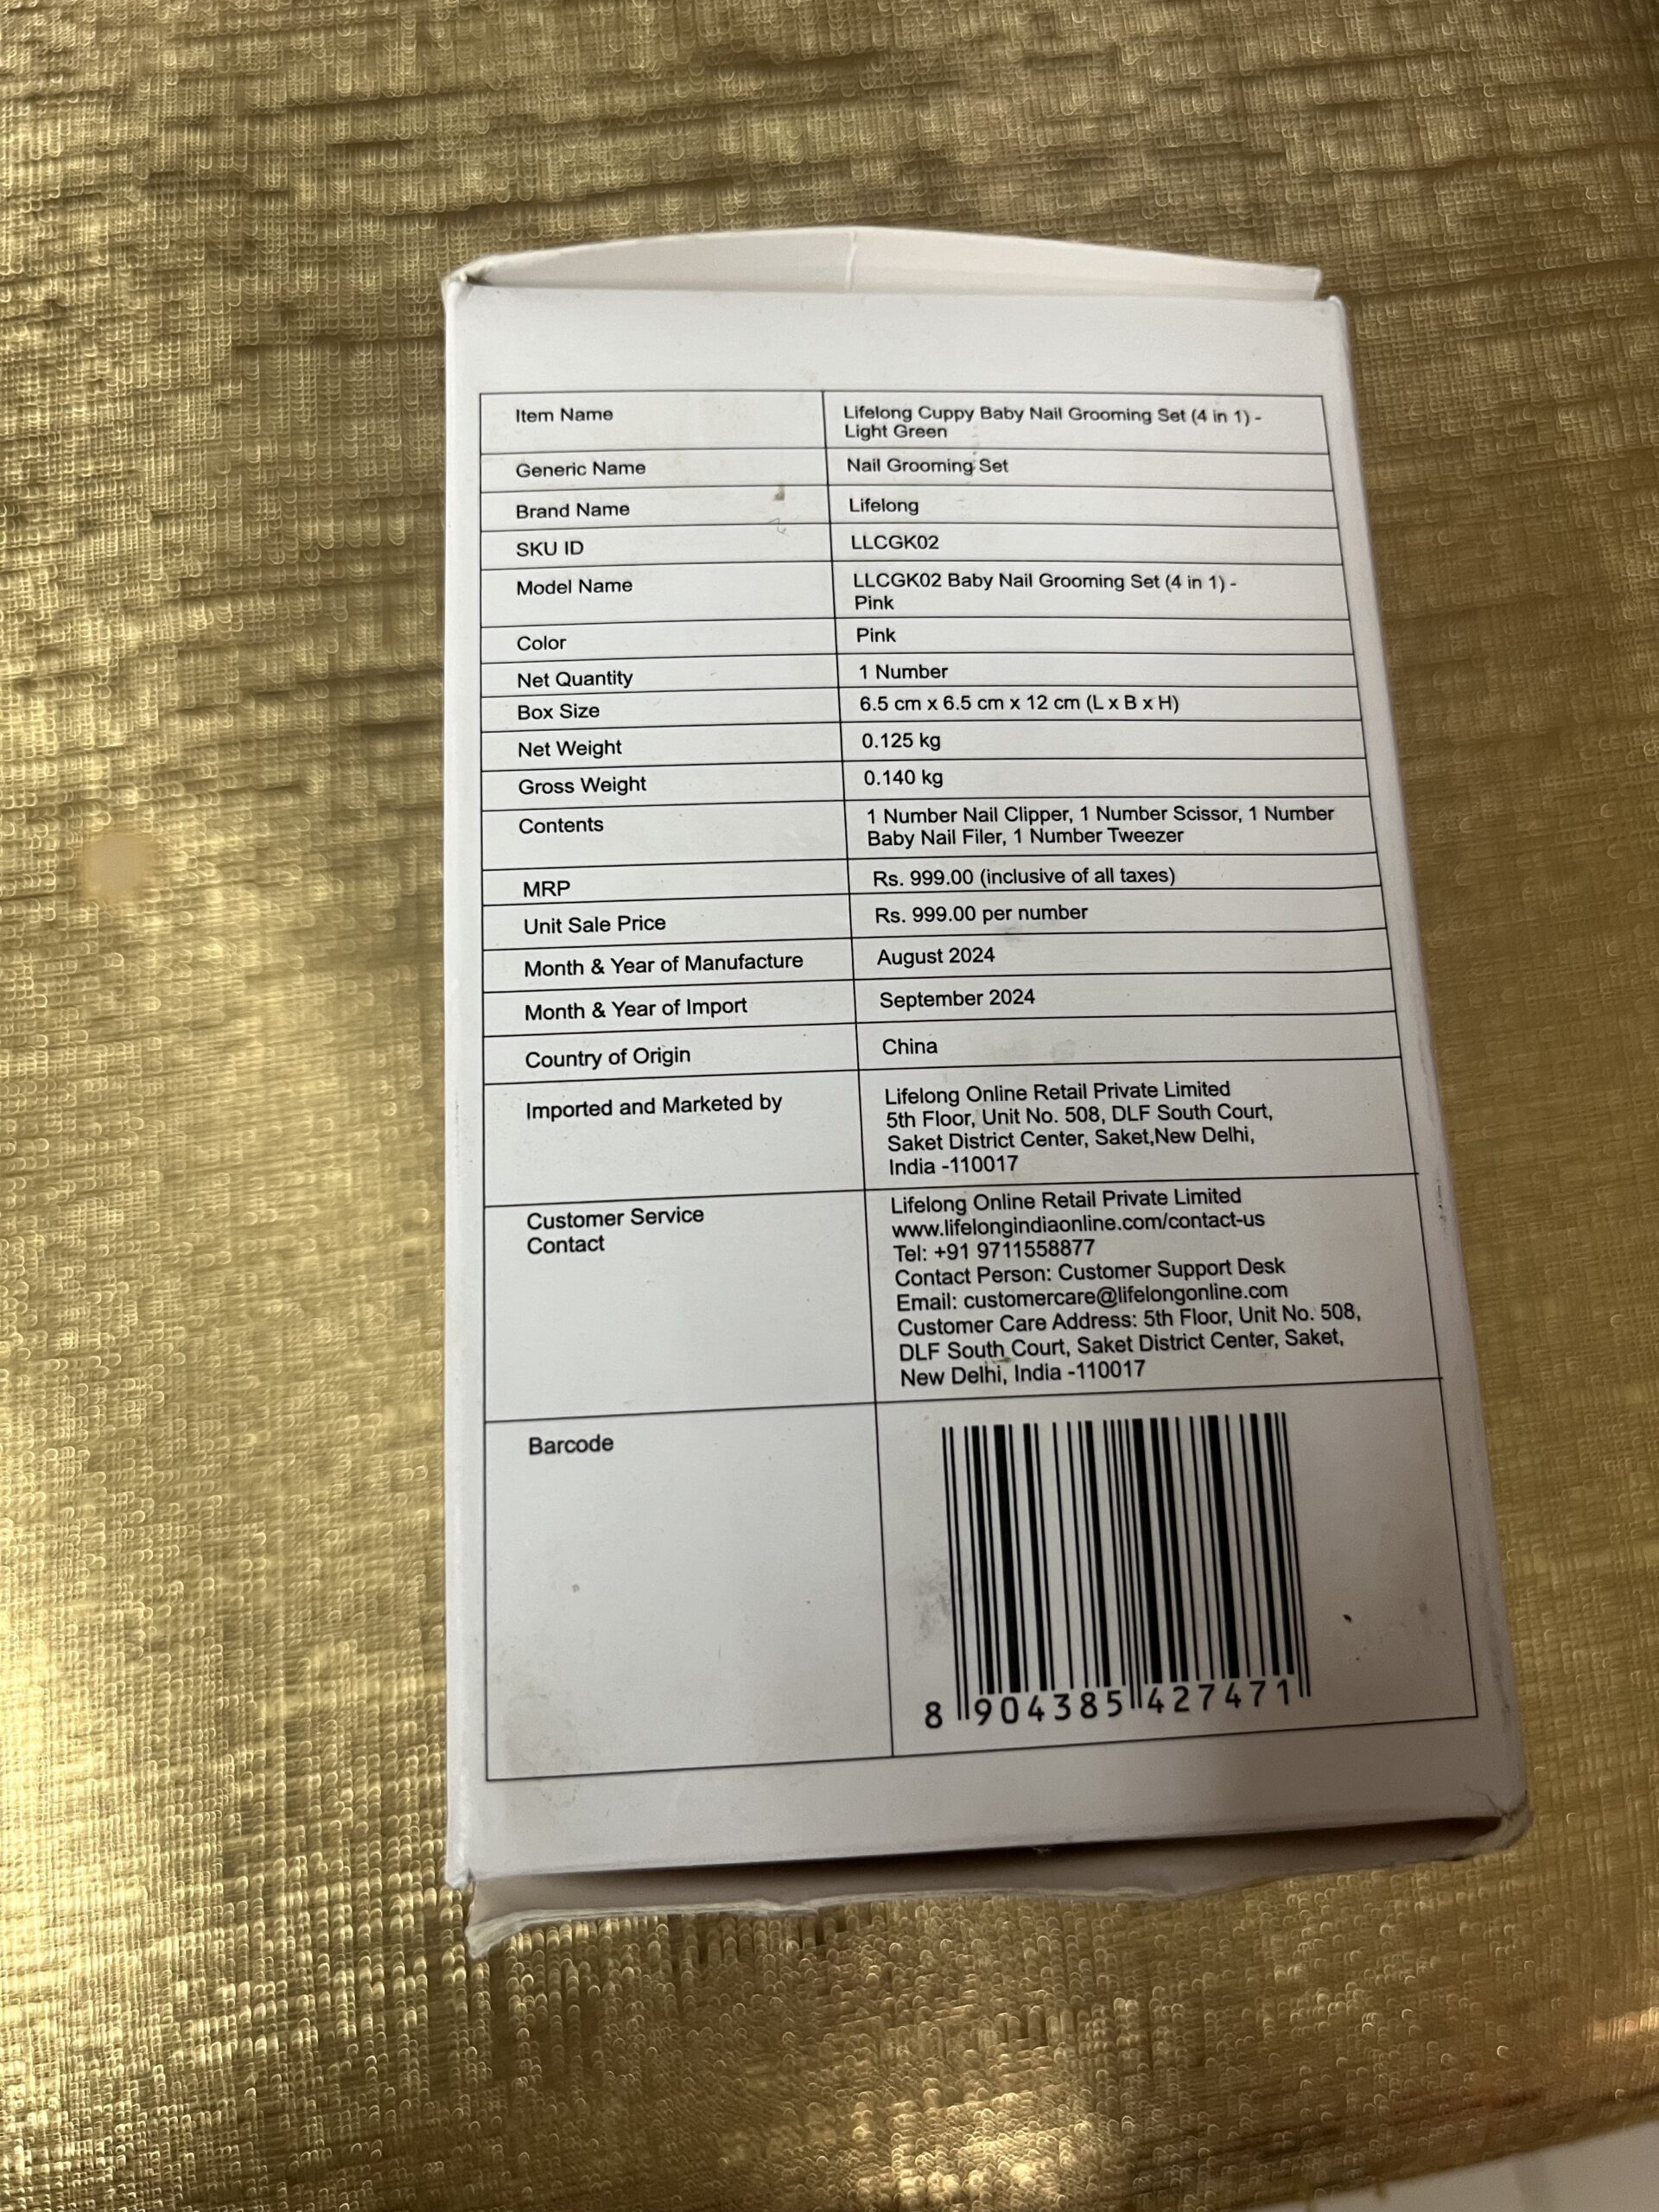 Item Name
Lifelong Cuppy Baby Nail Grooming Set (4 in 1) -
Light Green
Generic Name
Nail Grooming Set
Brand Name
Lifelong
SKU ID
LLCGK02
Model Name
LLCGK02 Baby Nail Grooming Set (4 in 1) -
Pink
Color
Pink
Net Quantity
1 Number
Box Size
6.5 cm x 6.5 cm x 12 cm (L x B x H)
Net Weight
0.125 kg
Gross Weight
0.140 kg
Contents
1 Number Nail Clipper, 1 Number Scissor, 1 Number
Baby Nail Filer, 1 Number Tweezer
MRP
Rs. 999.00 (inclusive of all taxes)
Unit Sale Price
Rs. 999.00 per number
Month & Year of Manufacture
August 2024
Month & Year of Import
September 2024
Country of Origin
China
Imported and Marketed by
Lifelong Online Retail Private Limited
5th Floor, Unit No. 508, DLF South Court,
Saket District Center, Saket,New Delhi,
India -110017
Customer Service
Contact
Lifelong Online Retail Private Limited
www.lifelongindiaonline.com/contact-us
Tel: +91 9711558877
Contact Person: Customer Support Desk
Email: customercare@lifelongonline.com
Customer Care Address: 5th Floor, Unit No. 508,
DLF South Court, Saket District Center, Saket,
New Delhi, India -110017
Barcode
8 904385 427471